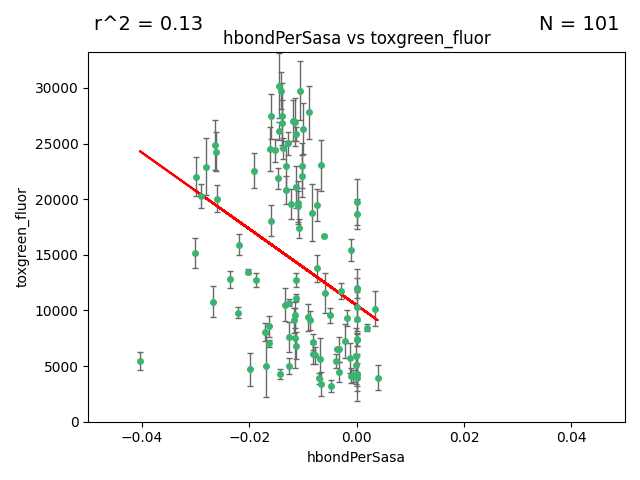 r^2 = 0.13
N = 101
hbondPerSasa vs toxgreen_fluor
30000
25000
20000
15000
10000
5000
0
toxgreen_fluor
−0.04
−0.02
0.00
0.02
0.04
hbondPerSasa